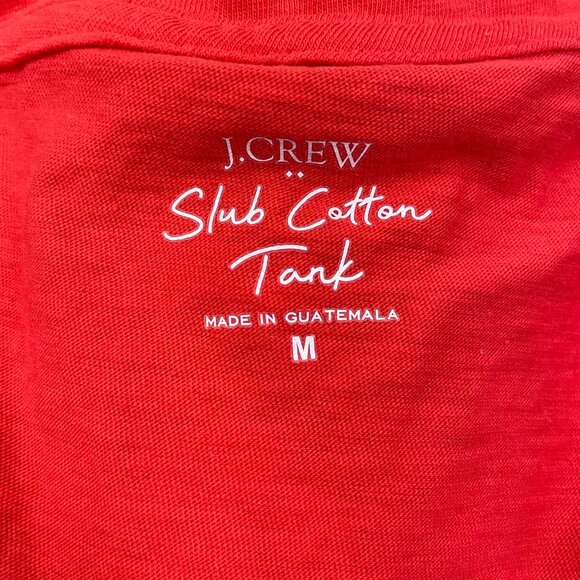 J.CREW
••
Slub Cotton
Tank
MADE IN GUATEMALA
M